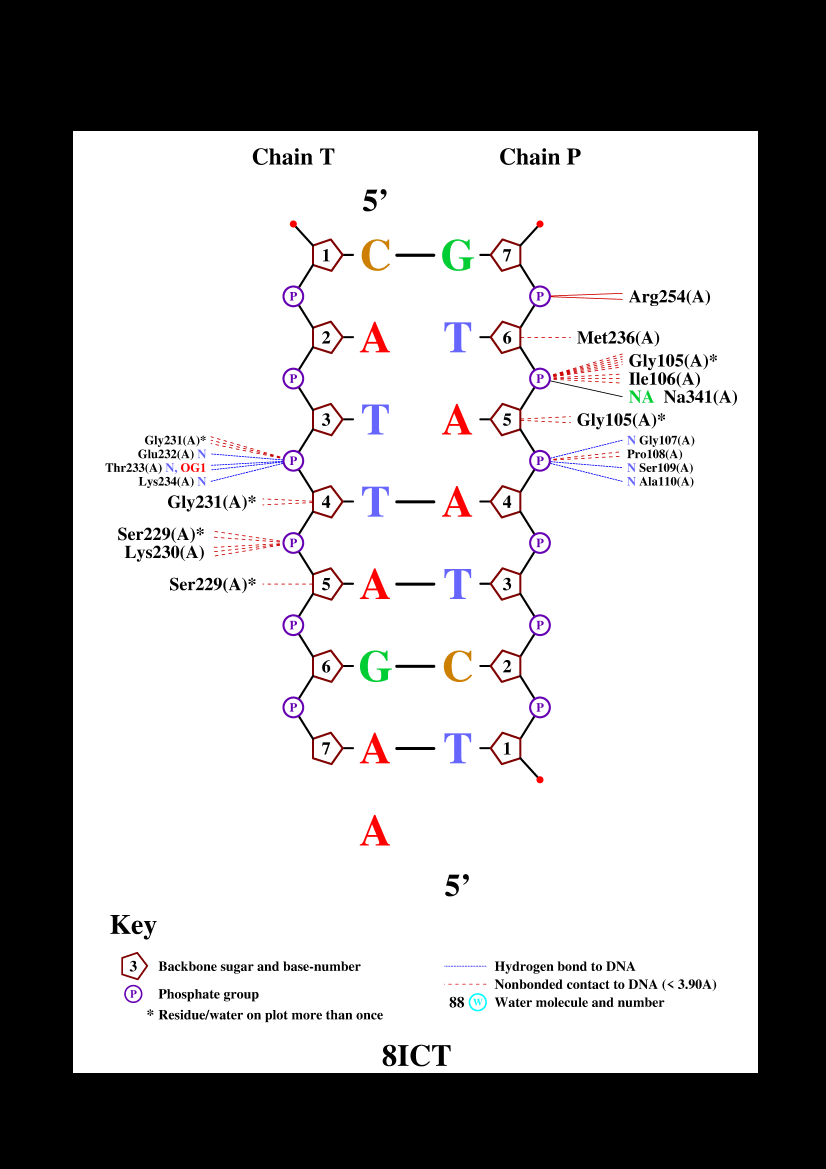 Chain T Chain P
5’
1 C G 7
P P Arg254(A)
2 A T 6 Met236(A)
Gly105(A)*
P P Ile106(A)
NA Na341(A)
3 T A 5 Gly105(A)*
Gly231(A)* N Gly107(A)
Glu232(A) N P P Pro108(A)
Thr233(A) N, OG1 N Ser109(A)
Lys234(A) N N Ala110(A)
Gly231(A)* 4 T A 4
Ser229(A)* P P
Lys230(A)
Ser229(A)* 5 A T 3
P P
6 G C 2
P P
7 A T 1
A
5’
Key
3 Backbone sugar and base-number Hydrogen bond to DNA
Nonbonded contact to DNA (< 3.90A)
P Phosphate group 88 W Water molecule and number
* Residue/water on plot more than once
8ICT